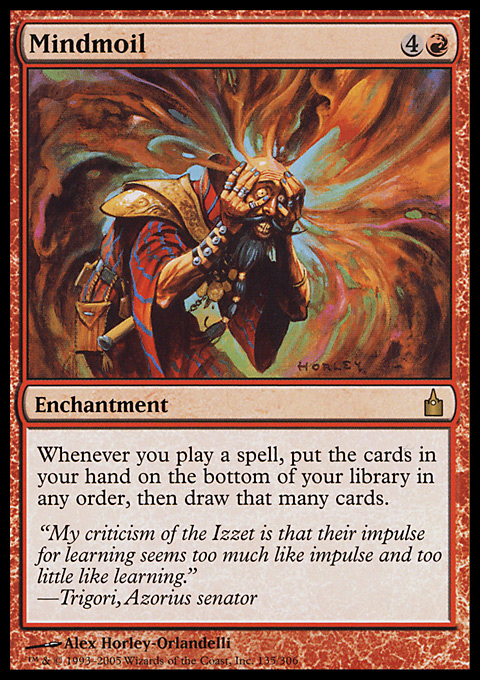 Mindmoil
4
HORLEY
Enchantment
Whenever you play a spell, put the cards in
your hand on the bottom of your library in
any order, then draw that many cards.
“My criticism of the Izzet is that their impulse
for learning seems too much like impulse and too
little like learning.”
—Trigori, Azorius senator
Alex Horley-Orlandelli
™ & © 1993–2005 Wizards of the Coast, Inc. 135/306